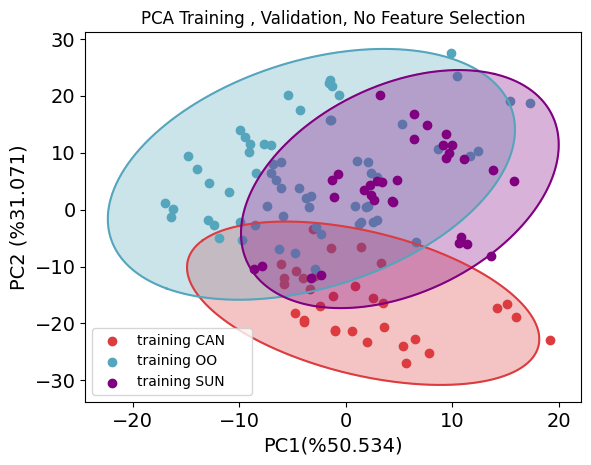 PCA Training , Validation, No Feature Selection
30
20
10
0
−10
−20
−30
PC2 (%31.071)
training CAN
training OO
training SUN
−20
−10
0
10
20
PC1(%50.534)